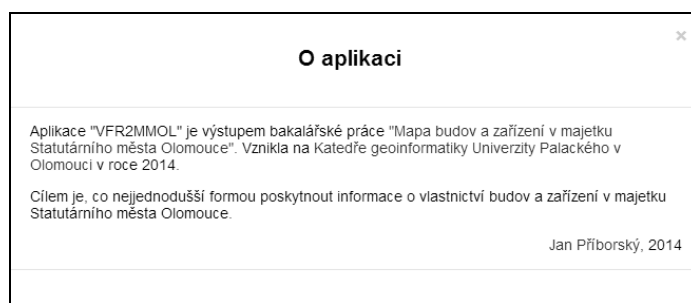 ×
O aplikaci
Aplikace "VFR2MMOL" je výstupem bakalářské práce "Mapa budov a zařízení v majetku
Statutárního města Olomouce". Vznikla na Katedře geoinformatiky Univerzity Palackého v
Olomouci v roce 2014.
Cílem je, co nejjednodušší formou poskytnout informace o vlastnictví budov a zařízení v majetku
Statutárního města Olomouce.
Jan Příborský, 2014